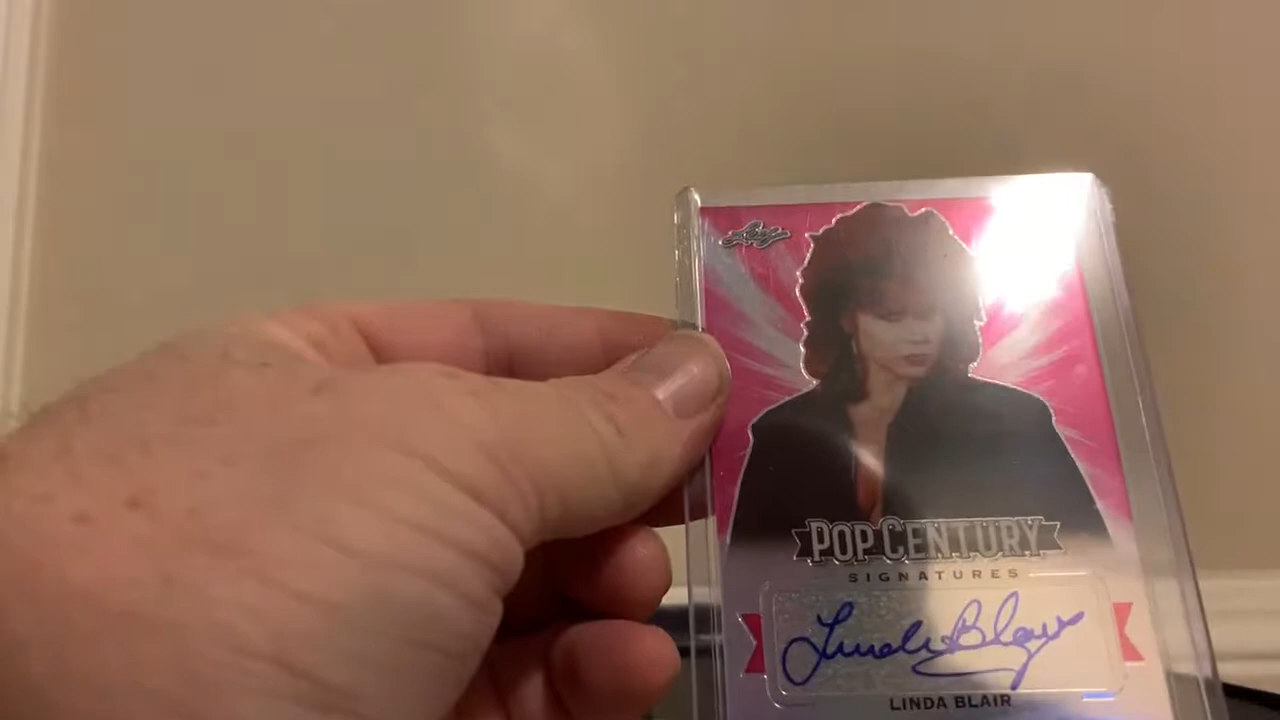 Leaf
POP CENTURY
SIGNATURES
Linda Blair
LINDA BLAIR